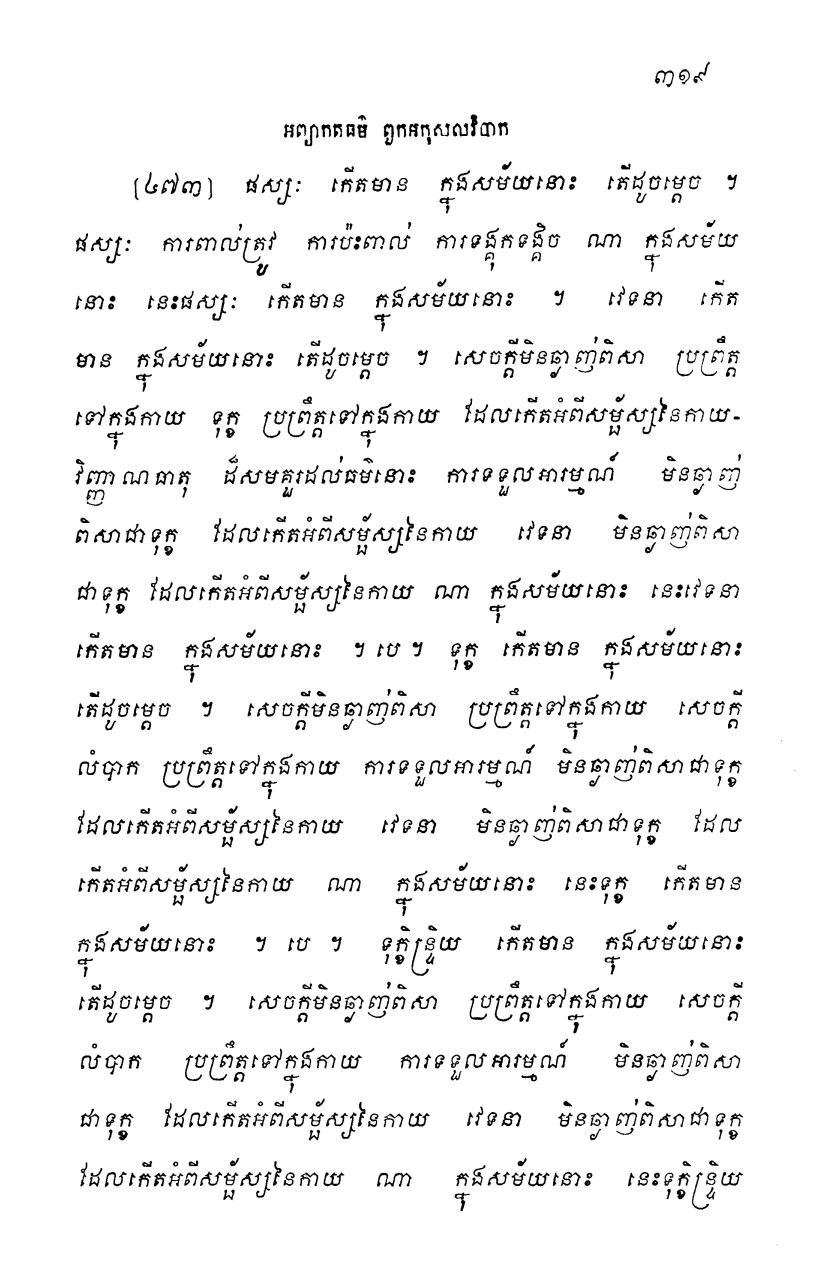 ៣១៩
អព្យាកតធម៌ ពួកអកុសលវិបាក
[៤៧៣] ផស្សៈ កើតមាន ក្នុងសម័យនោះ តើដូចម្តេច ។
ផស្សៈ ការពាល់ត្រូវ ការប៉ះពាល់ ការទង្គុកទង្គិច ណា ក្នុងសម័យ
នោះ នេះផស្សៈ កើតមាន ក្នុងសម័យនោះ ។ វេទនា កើត
មាន ក្នុងសម័យនោះ តើដូចម្តេច ។ សេចក្តីមិនឆ្ងាញ់ពិសា ប្រព្រឹត្ត
ទៅក្នុងកាយ ទុក្ខ ប្រព្រឹត្តទៅក្នុងកាយ ដែលកើតអំពីសម្ផ័ស្សនៃកាយ-
វិញ្ញាណធាតុ ដ៏សមគួរដល់ធម៌នោះ ការទទួលអារម្មណ៍ មិនឆ្ងាញ់
ពិសាជាទុក្ខ ដែលកើតអំពីសម្ផ័ស្សនៃកាយ វេទនា មិនឆ្ងាញ់ពិសា
ជាទុក្ខ ដែលកើតអំពីសម្ផ័ស្សនៃកាយ ណា ក្នុងសម័យនោះ នេះវេទនា
កើតមាន ក្នុងសម័យនោះ ។ បេ ។ ទុក្ខ កើតមាន ក្នុងសម័យនោះ
តើដូចម្តេច ។ សេចក្តីមិនឆ្ងាញ់ពិសា ប្រព្រឹត្តទៅក្នុងកាយ សេចក្តី
លំបាក ប្រព្រឹត្តទៅក្នុងកាយ ការទទួលអារម្មណ៍ មិនឆ្ងាញ់ពិសាជាទុក្ខ
ដែលកើតអំពីសម្ផ័ស្សនៃកាយ វេទនា មិនឆ្ងាញ់ពិសាជាទុក្ខ ដែល
កើតអំពីសម្ផ័ស្សនៃកាយ ណា ក្នុងសម័យនោះ នេះទុក្ខ កើតមាន
ក្នុងសម័យនោះ ។ បេ ។ ទុក្ខិន្ទ្រិយ កើតមាន ក្នុងសម័យនោះ
តើដូចម្តេច ។ សេចក្តីមិនឆ្ងាញ់ពិសា ប្រព្រឹត្តទៅក្នុងកាយ សេចក្តី
លំបាក ប្រព្រឹត្តទៅក្នុងកាយ ការទទួលអារម្មណ៍ មិនឆ្ងាញ់ពិសា
ជាទុក្ខ ដែលកើតអំពីសម្ផ័ស្សនៃកាយ វេទនា មិនឆ្ងាញ់ពិសាជាទុក្ខ
ដែលកើតអំពីសម្ផ័ស្សនៃកាយ ណា ក្នុងសម័យនោះ នេះទុក្ខិន្ទ្រិយ